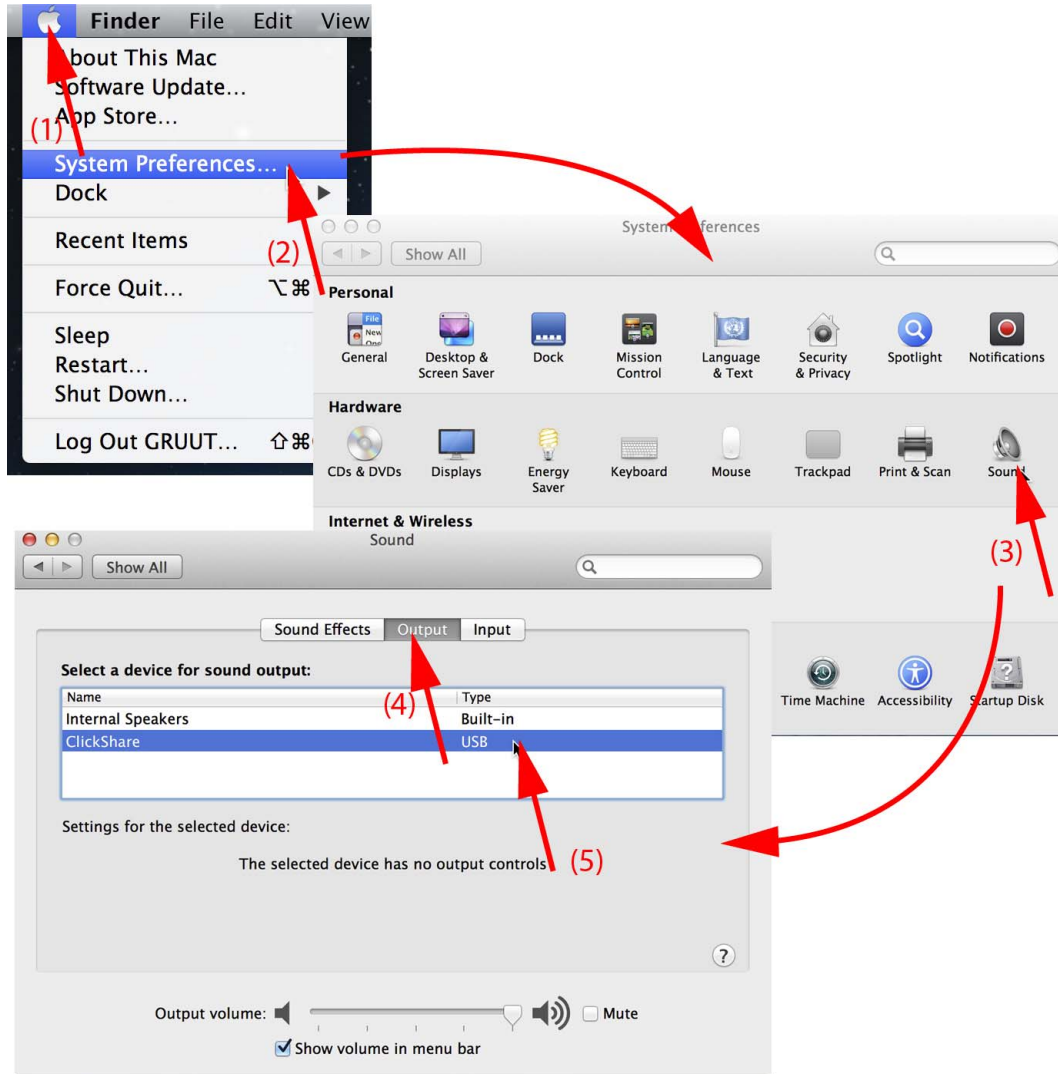 Finder File Edit View
About This Mac
Software Update...
App Store...
(1)
System Preferences...
Dock
Recent Items
(2)
Force Quit... ⌥⌘
Sleep
Restart...
Shut Down...
Log Out GRUUT... ⇧⌘
Show All
Personal
General
Desktop & Screen Saver
Dock
Mission Control
Language & Text
Security & Privacy
Spotlight
Notifications
Hardware
CDs & DVDs
Displays
Energy Saver
Keyboard
Mouse
Trackpad
Print & Scan
Sound
(3)
Internet & Wireless
Time Machine
Accessibility
Startup Disk
Sound
Show All
Sound Effects Output Input
Select a device for sound output:
(4)
Name Type
Internal Speakers Built-in
ClickShare USB
Settings for the selected device:
The selected device has no output controls
(5)
?
Output volume: Mute
Show volume in menu bar